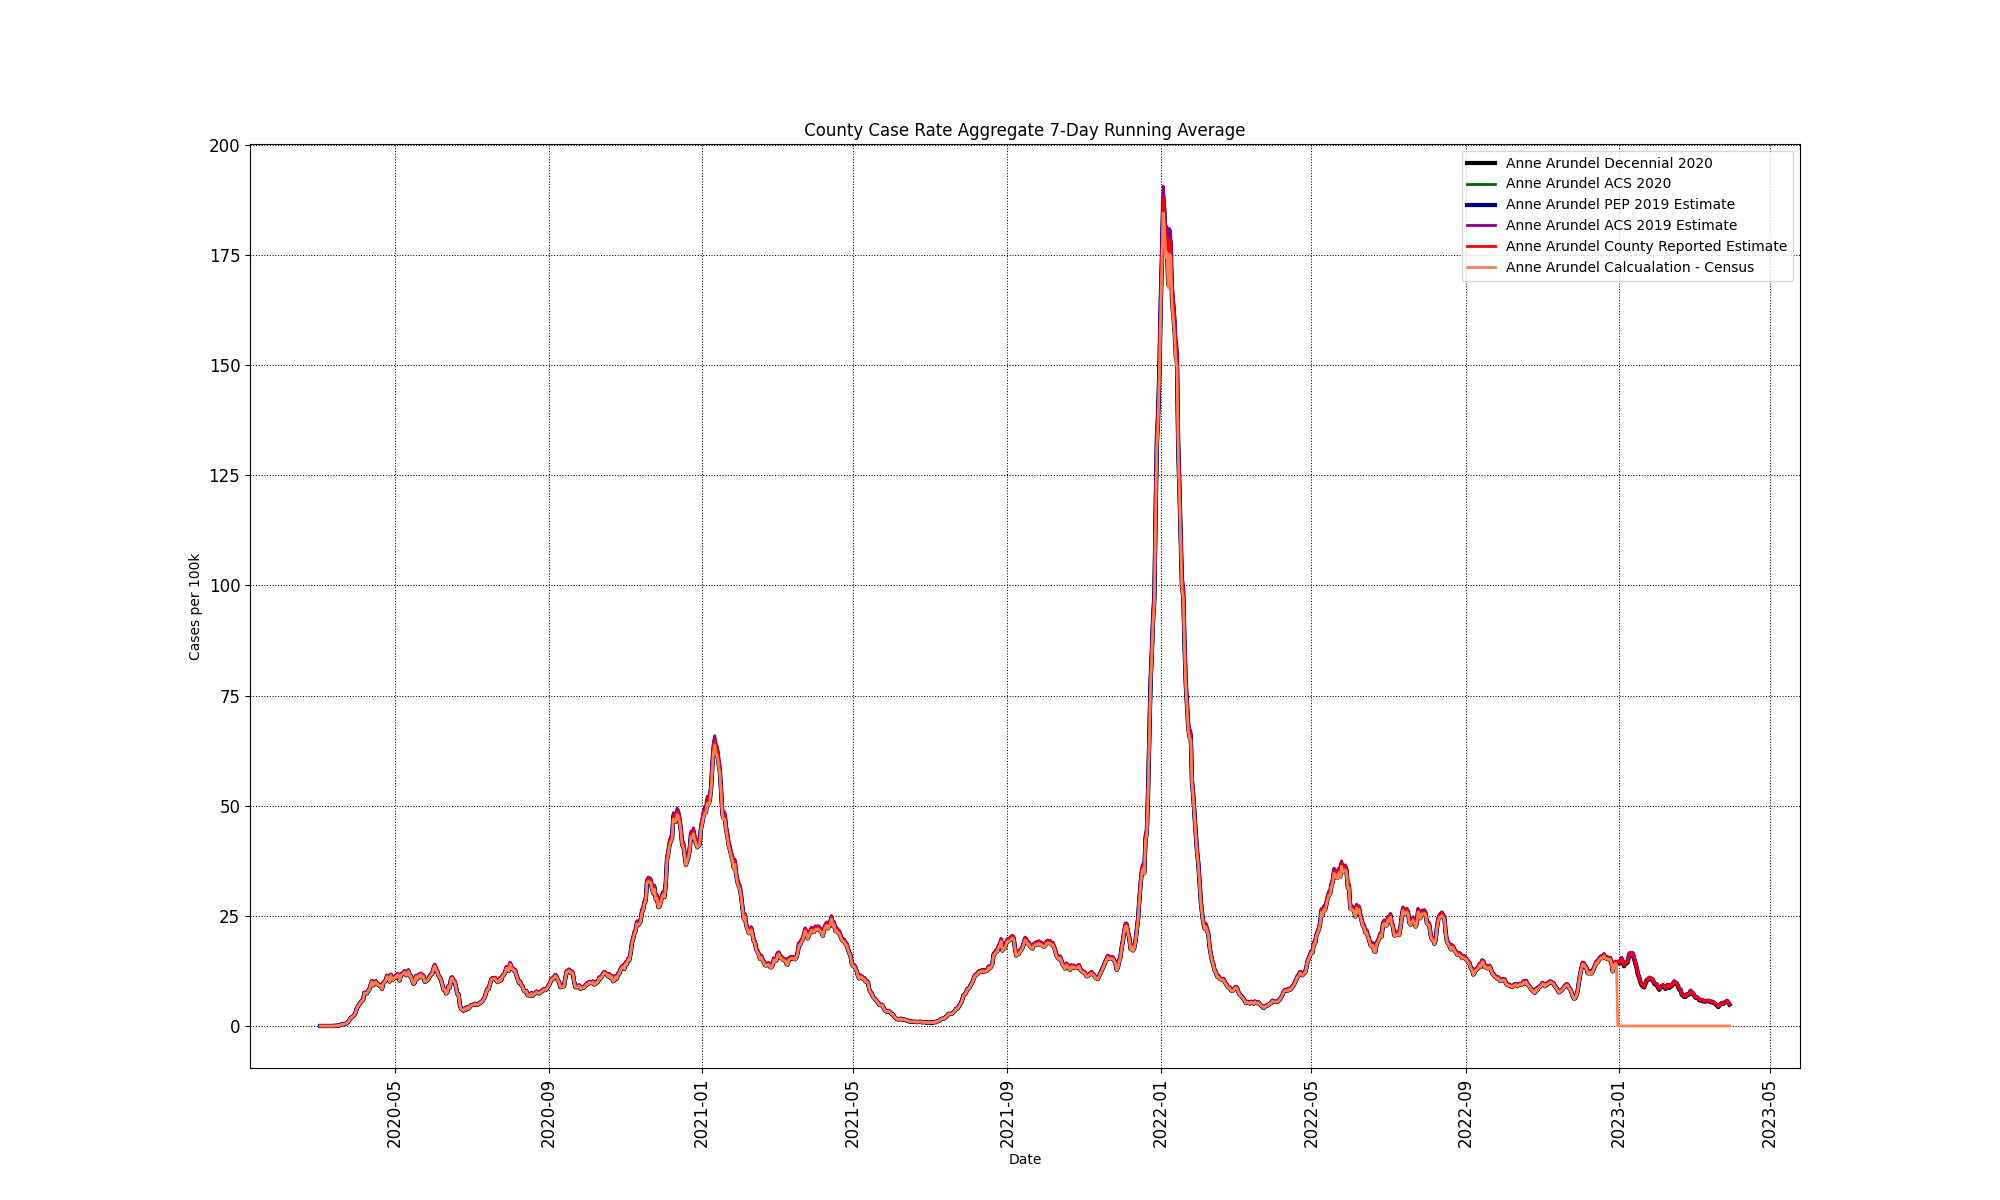 County Case Rate Aggregate 7-Day Running Average
200
175
150
125
100
75
50
25
0
Cases per 100k
Anne Arundel Decennial 2020
Anne Arundel ACS 2020
Anne Arundel PEP 2019 Estimate
Anne Arundel ACS 2019 Estimate
Anne Arundel County Reported Estimate
Anne Arundel Calcualation - Census
2020-05
2020-09
2021-01
2021-05
2021-09
2022-01
2022-05
2022-09
2023-01
2023-05
Date